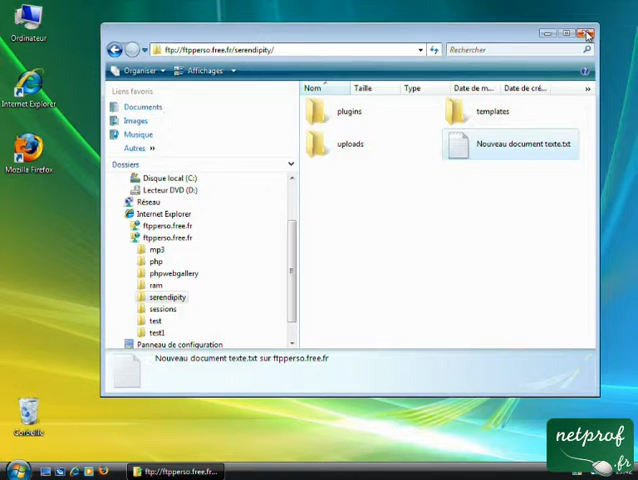 Ordinateur
Internet Explorer
Mozilla Firefox
Corbeille
ftp://ftpperso.free.fr/serendipity/
Rechercher
Organiser
Affichages
Liens favoris
Documents
Images
Musique
Autres »
Dossiers
Disque local (C:)
Lecteur DVD (D:)
Réseau
Internet Explorer
ftpperso.free.fr
ftpperso.free.fr
mp3
php
phpwebgallery
ram
serendipity
sessions
test
test1
Panneau de configuration
Nom Taille Type Date de m... Date de cré... »
plugins
templates
uploads
Nouveau document texte.txt
Nouveau document texte.txt sur ftpperso.free.fr
ftp://ftpperso.free.fr...
netprof
.fr